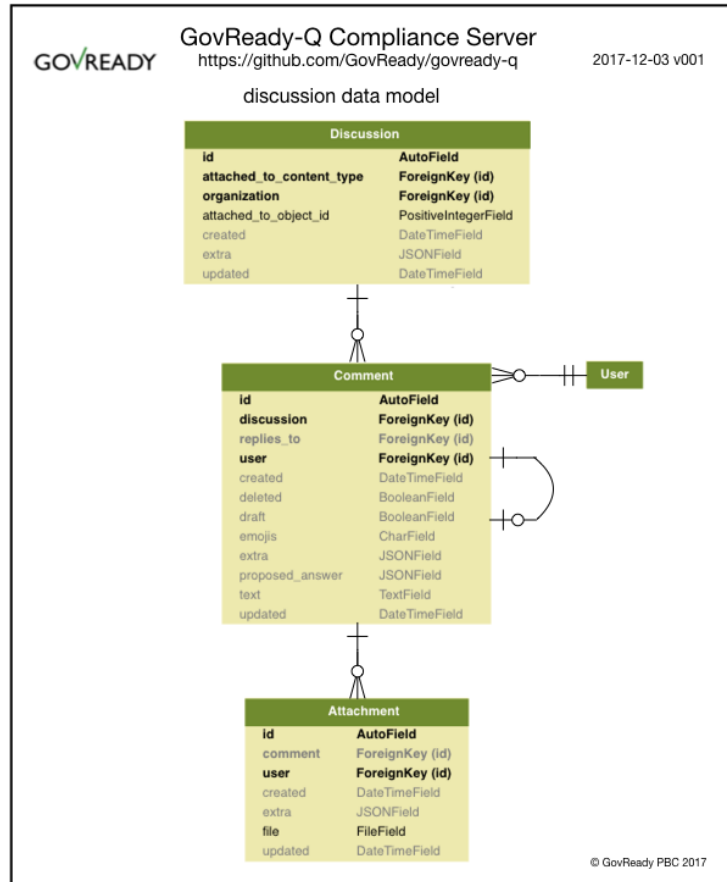 GovReady-Q Compliance Server
GOVREADY https://github.com/GovReady/govready-q 2017-12-03 v001
discussion data model
Discussion
id AutoField
attached_to_content_type ForeignKey (id)
organization ForeignKey (id)
attached_to_object_id PositiveIntegerField
created DateTimeField
extra JSONField
updated DateTimeField
Comment
User
id AutoField
discussion ForeignKey (id)
replies_to ForeignKey (id)
user ForeignKey (id)
created DateTimeField
deleted BooleanField
draft BooleanField
emojis CharField
extra JSONField
proposed_answer JSONField
text TextField
updated DateTimeField
Attachment
id AutoField
comment ForeignKey (id)
user ForeignKey (id)
created DateTimeField
extra JSONField
file FileField
updated DateTimeField
© GovReady PBC 2017